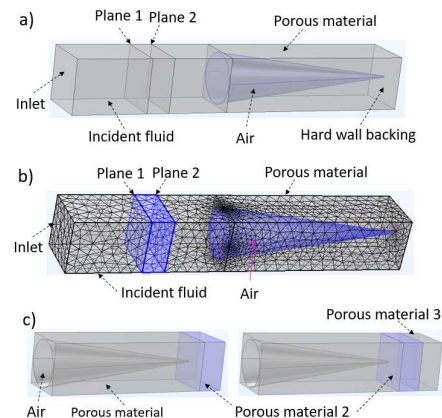 a)
Plane 1
Plane 2
Porous material
Inlet
Incident fluid
Air
Hard wall backing
b)
Plane 1
Plane 2
Porous material
Inlet
Incident fluid
Air
c)
Porous material 3
Air
Porous material
Porous material 2